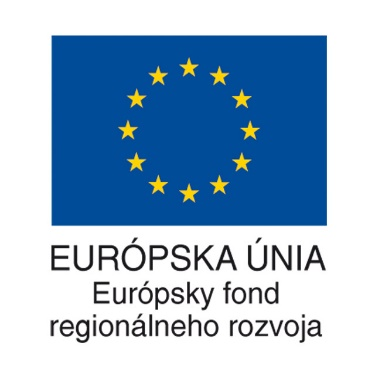 EURÓPSKA ÚNIA
Európsky fond
regionálneho rozvoja